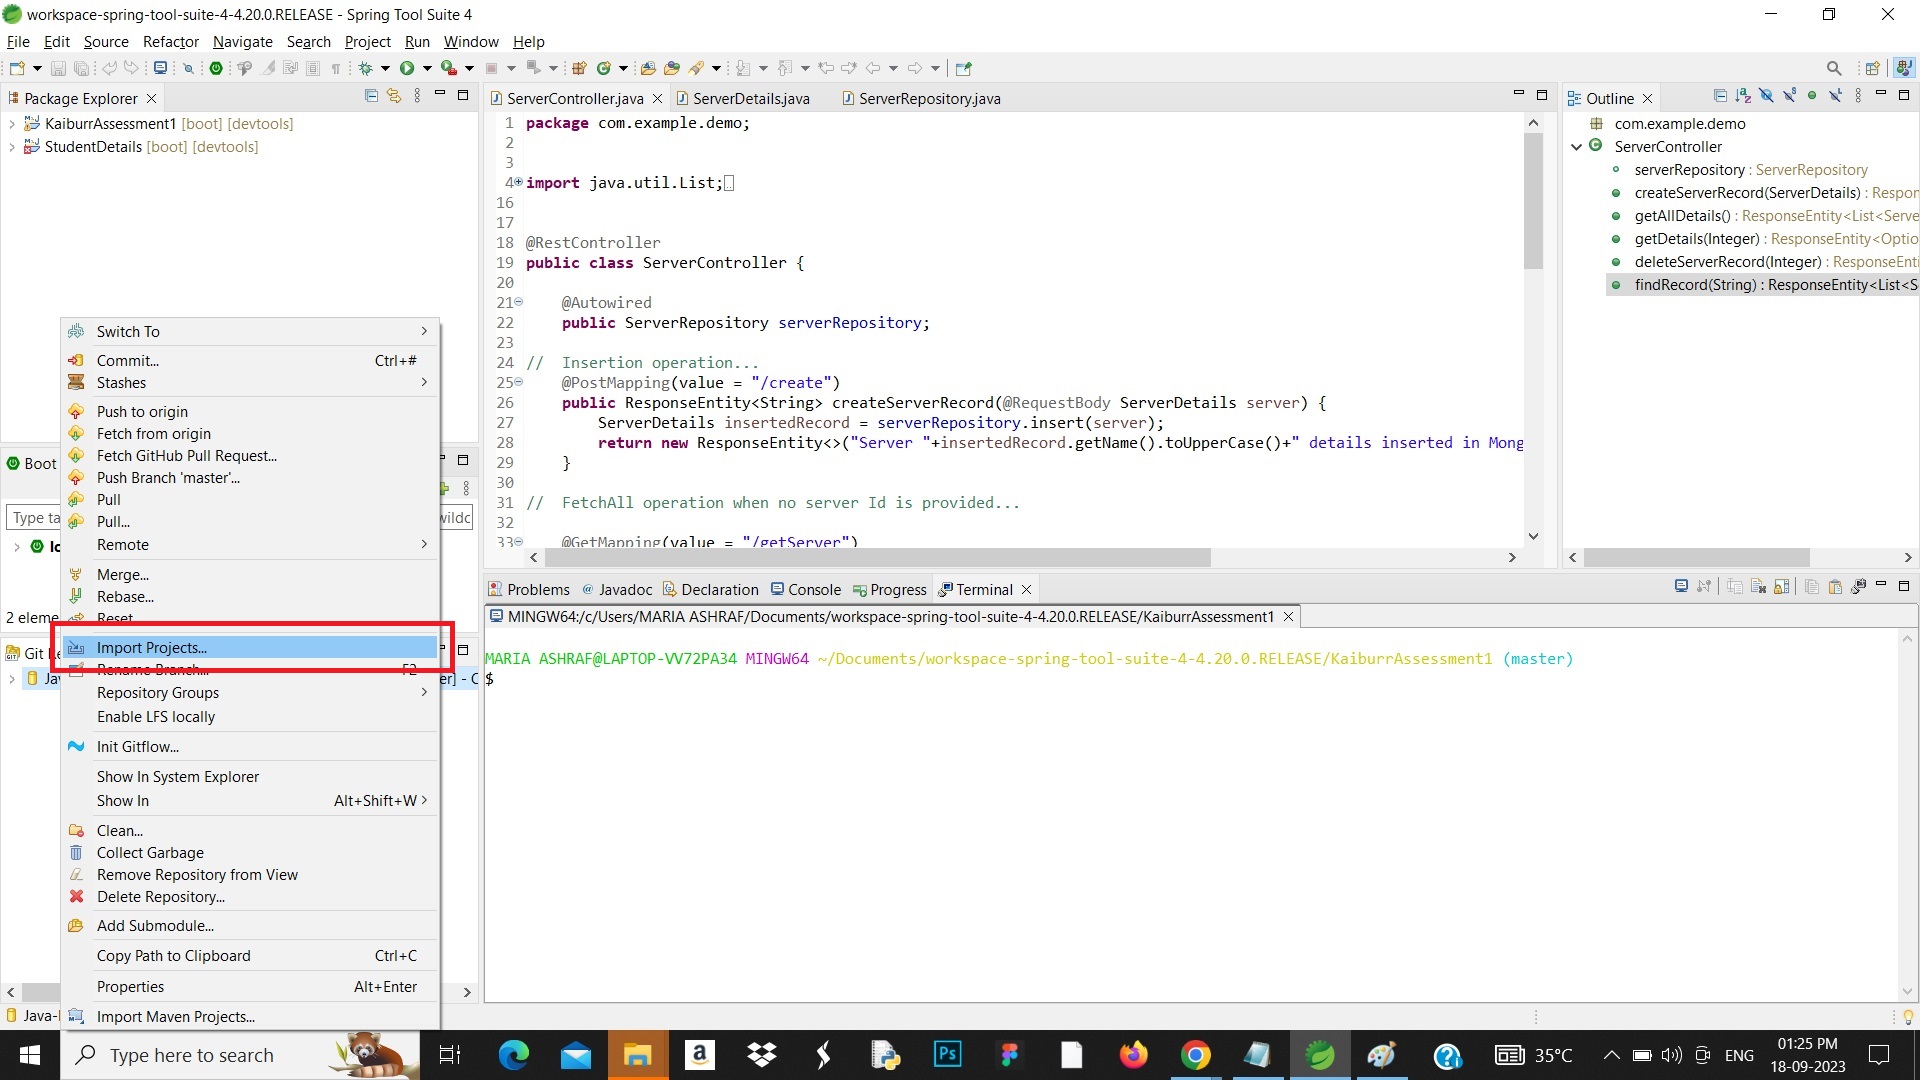 workspace-spring-tool-suite-4-4.20.0.RELEASE - Spring Tool Suite 4
File Edit Source Refactor Navigate Search Project Run Window Help
Package Explorer
KaiburrAssessment1 [boot] [devtools]
StudentDetails [boot] [devtools]
Switch To
Commit... Ctrl+#
Stashes
Push to origin
Fetch from origin
Fetch GitHub Pull Request...
Push Branch 'master'...
Pull
Pull...
Remote
Merge...
Rebase...
Reset...
Import Projects...
Rename Branch... F2
Repository Groups
Enable LFS locally
Init Gitflow...
Show In System Explorer
Show In Alt+Shift+W
Clean...
Collect Garbage
Remove Repository from View
Delete Repository...
Add Submodule...
Copy Path to Clipboard Ctrl+C
Properties Alt+Enter
Import Maven Projects...
Boot
Type ta
wildc
lo
2 eleme
Git Re
Jav
er] - C
Java-
ServerController.java ServerDetails.java ServerRepository.java
1 package com.example.demo;
2
3
4 import java.util.List;
16
17
18 @RestController
19 public class ServerController {
20
21 @Autowired
22 public ServerRepository serverRepository;
23
24 // Insertion operation...
25 @PostMapping(value = "/create")
26 public ResponseEntity<String> createServerRecord(@RequestBody ServerDetails server) {
27 ServerDetails insertedRecord = serverRepository.insert(server);
28 return new ResponseEntity<>("Server "+insertedRecord.getName().toUpperCase()+" details inserted in Mong
29 }
30
31 // FetchAll operation when no server Id is provided...
32
33 @GetMapping(value = "/getServer")
Outline
com.example.demo
ServerController
serverRepository : ServerRepository
createServerRecord(ServerDetails) : Respon
getAllDetails() : ResponseEntity<List<Serve
getDetails(Integer) : ResponseEntity<Optio
deleteServerRecord(Integer) : ResponseEnti
findRecord(String) : ResponseEntity<List<S
Problems @ Javadoc Declaration Console Progress Terminal
MINGW64:/c/Users/MARIA ASHRAF/Documents/workspace-spring-tool-suite-4-4.20.0.RELEASE/KaiburrAssessment1
MARIA ASHRAF@LAPTOP-VV72PA34 MINGW64 ~/Documents/workspace-spring-tool-suite-4-4.20.0.RELEASE/KaiburrAssessment1 (master)
$
Type here to search
35°C
ENG
01:25 PM
18-09-2023